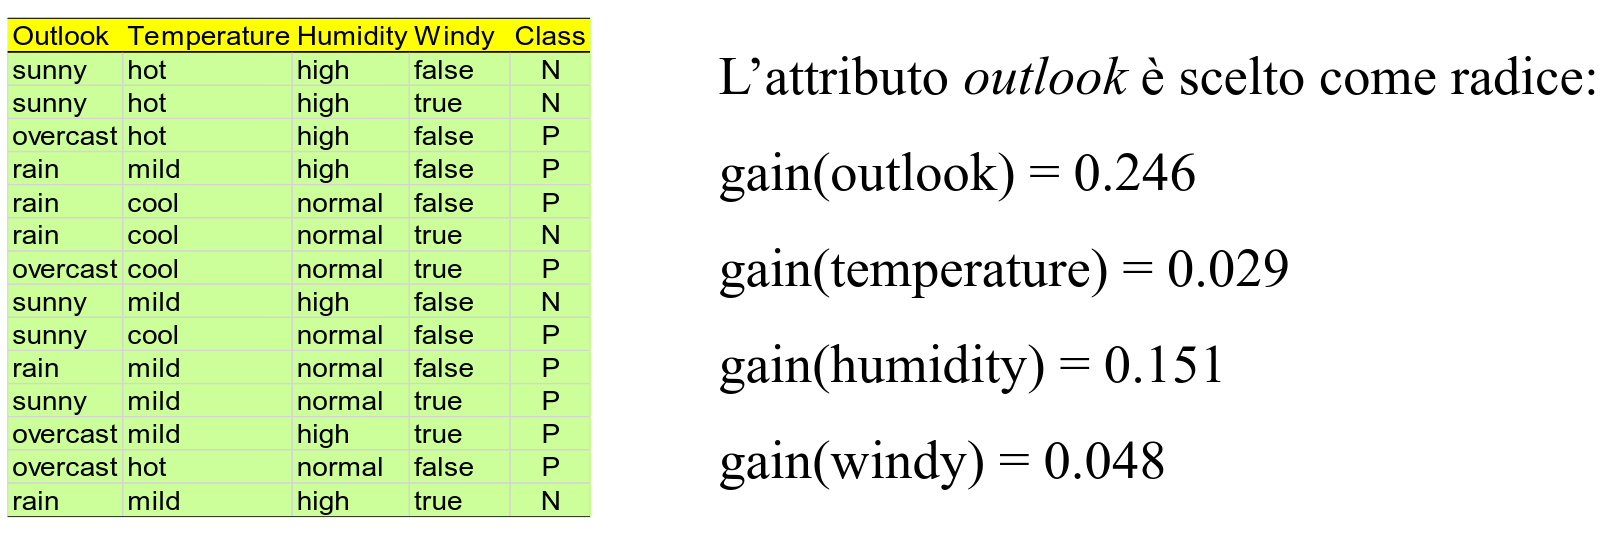 Outlook Temperature Humidity Windy Class
sunny hot high false N
sunny hot high true N
overcast hot high false P
rain mild high false P
rain cool normal false P
rain cool normal true N
overcast cool normal true P
sunny mild high false N
sunny cool normal false P
rain mild normal false P
sunny mild normal true P
overcast mild high true P
overcast hot normal false P
rain mild high true N
L’attributo outlook è scelto come radice:
gain(outlook) = 0.246
gain(temperature) = 0.029
gain(humidity) = 0.151
gain(windy) = 0.048